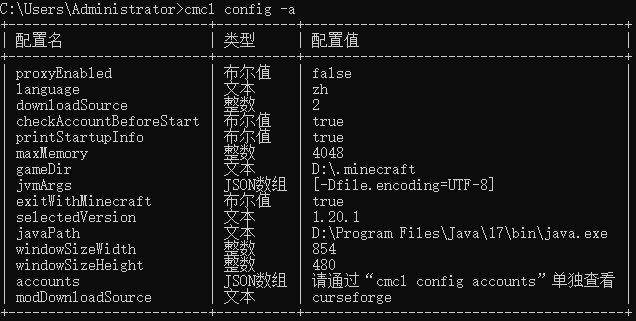 C:\Users\Administrator>cmcl config -a
+------------------------+----------+----------------------------------------+
| 配置名 | 类型 | 配置值
+------------------------+----------+----------------------------------------+
| proxyEnabled | 布尔值 | false
| language | 文本 | zh
| downloadSource | 整数 | 2
| checkAccountBeforeStart | 布尔值 | true
| printStartupInfo | 布尔值 | true
| maxMemory | 整数 | 4048
| gameDir | 文本 | D:\.minecraft
| jvmArgs | JSON数组 | [-Dfile.encoding=UTF-8]
| exitWithMinecraft | 布尔值 | true
| selectedVersion | 文本 | 1.20.1
| javaPath | 文本 | D:\Program Files\Java\17\bin\java.exe
| windowSizeWidth | 整数 | 854
| windowSizeHeight | 整数 | 480
| accounts | JSON数组 | 请通过“cmcl config accounts”单独查看
| modDownloadSource | 文本 | curseforge
+------------------------+----------+----------------------------------------+